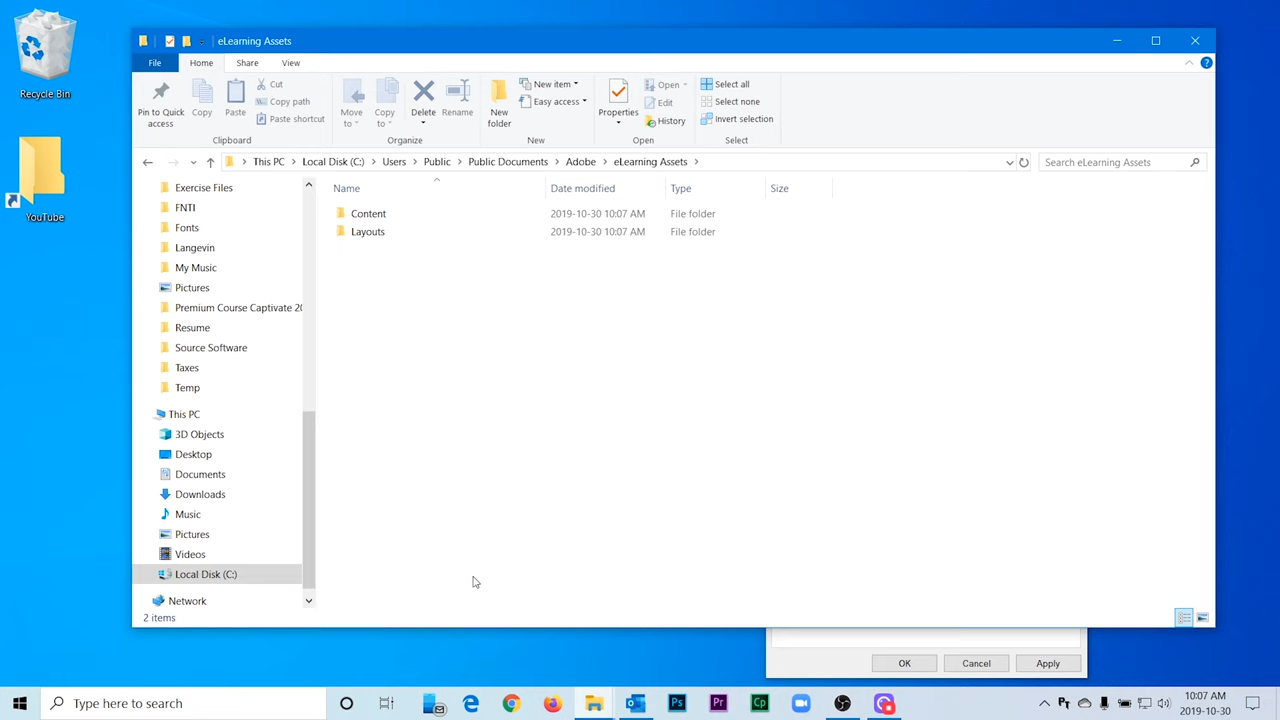 Recycle Bin
YouTube
eLearning Assets
File Home Share View
Pin to Quick access
Copy
Paste
Cut
Copy path
Paste shortcut
Clipboard
Move to
Copy to
Delete
Rename
Organize
New folder
New item
Easy access
New
Properties
Open
Edit
History
Open
Select all
Select none
Invert selection
Select
This PC Local Disk (C:) Users Public Public Documents Adobe eLearning Assets
Search eLearning Assets
Name Date modified Type Size
Content 2019-10-30 10:07 AM File folder
Layouts 2019-10-30 10:07 AM File folder
Exercise Files
FNTI
Fonts
Langevin
My Music
Pictures
Premium Course Captivate 20
Resume
Source Software
Taxes
Temp
This PC
3D Objects
Desktop
Documents
Downloads
Music
Pictures
Videos
Local Disk (C:)
Network
2 items
OK Cancel Apply
Type here to search
Ps Pr Cp
10:07 AM
2019-10-30